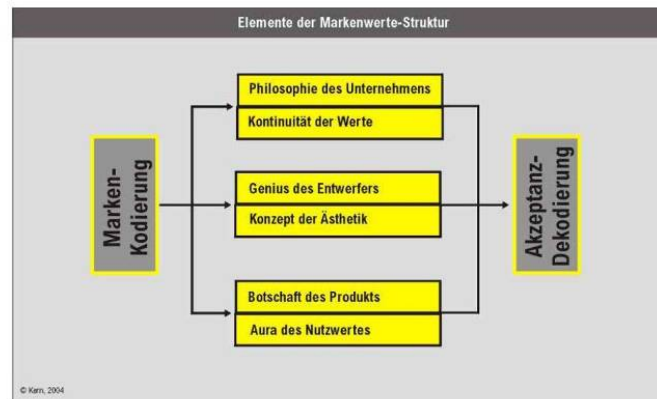 Elemente der Markenwerte-Struktur
Marken-
Kodierung
Philosophie des Unternehmens
Kontinuität der Werte
Genius des Entwerfers
Konzept der Ästhetik
Botschaft des Produkts
Aura des Nutzwertes
Akzeptanz-
Dekodierung
© Kern, 2004